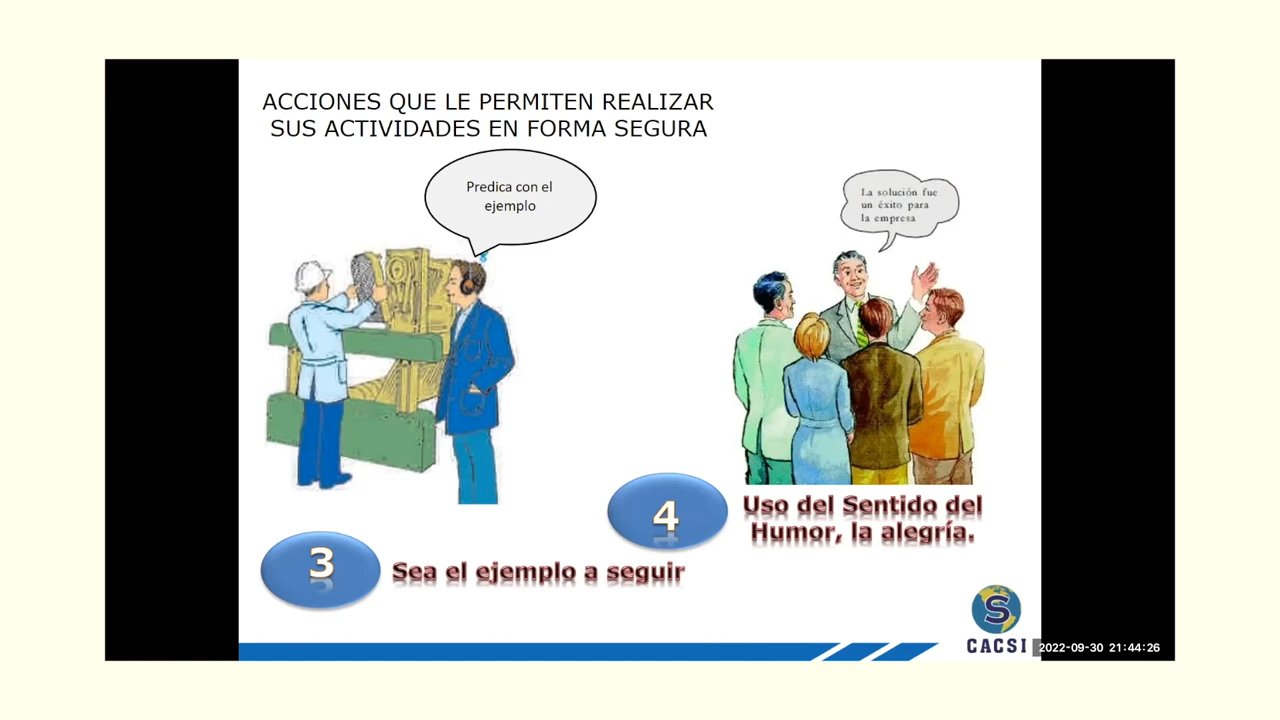 ACCIONES QUE LE PERMITEN REALIZAR
SUS ACTIVIDADES EN FORMA SEGURA
Predica con el
ejemplo
La solución fue
un éxito para
la empresa
4
Uso del Sentido del
Humor, la alegría.
3
Sea el ejemplo a seguir
S
CACSI
2022-09-30 21:44:26